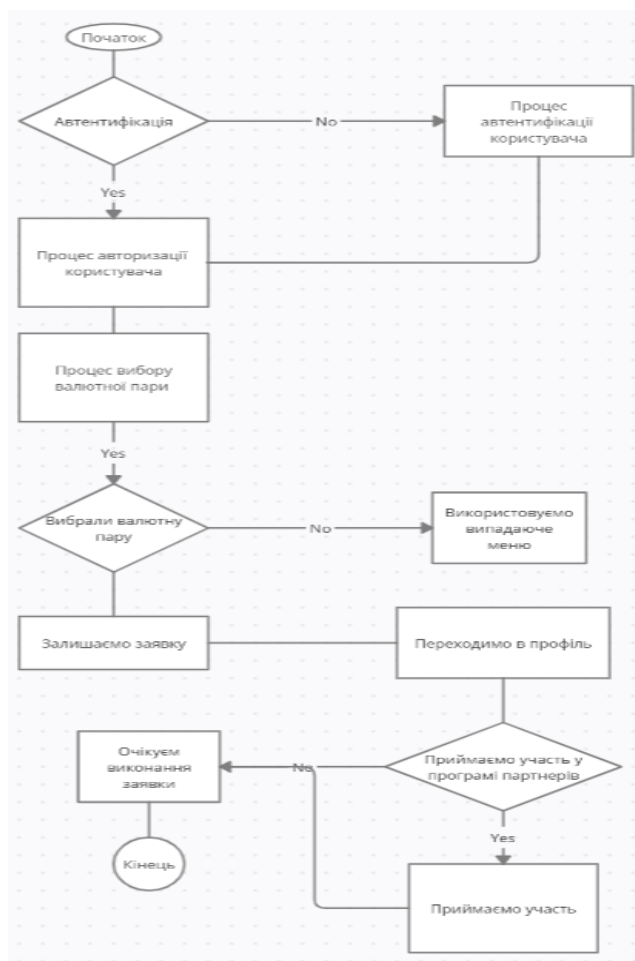 Початок
Автентифікація
No
Процес
автентифікації
користувача
Yes
Процес авторизації
користувача
Процес вибору
валютної пари
Yes
Вибрали валютну
пару
No
Використовуємо
випадаюче
меню
Залишаємо заявку
Переходимо в профіль
Приймаємо участь у
програмі партнерів
No
Очікуєм
виконання
заявки
Кінець
Yes
Приймаємо участь